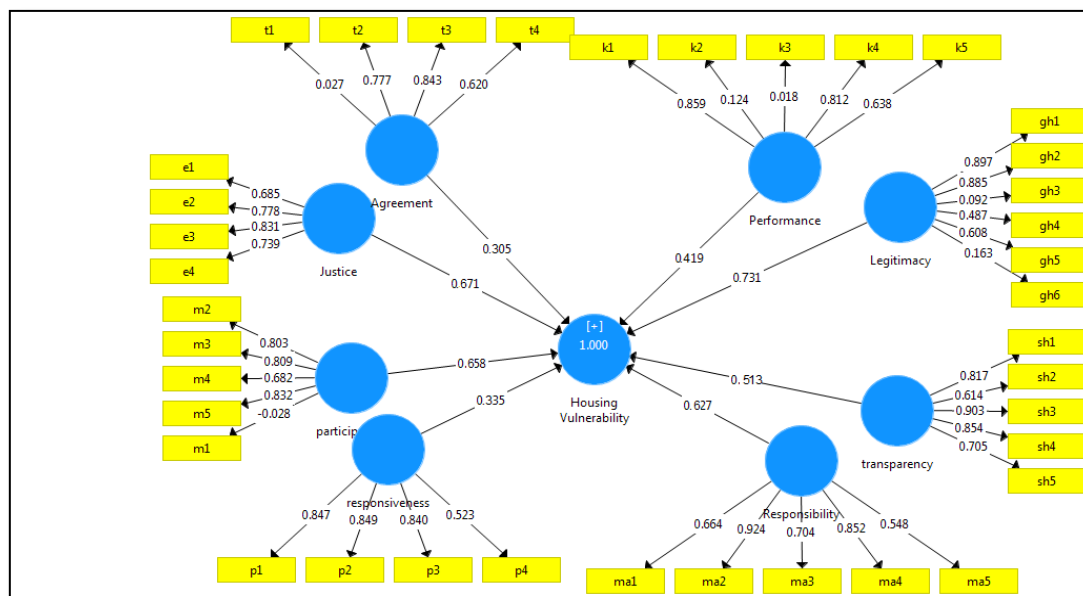 t1
t2
t3
t4
0.027
0.777
0.843
0.620
Agreement
k1
k2
k3
k4
k5
0.859
0.124
0.018
0.812
0.638
Performance
gh1
gh2
gh3
gh4
gh5
gh6
0.897
0.885
0.092
0.487
0.608
0.163
Legitimacy
e1
e2
e3
e4
0.685
0.778
0.831
0.739
Justice
0.305
0.671
0.419
0.731
[+]
1.000
Housing
Vulnerability
m2
m3
m4
m5
m1
0.803
0.809
0.682
0.832
-0.028
particip
0.658
0.335
0.513
0.627
sh1
sh2
sh3
sh4
sh5
0.817
0.614
0.903
0.854
0.705
transparency
responsiveness
0.847
0.849
0.840
0.523
p1
p2
p3
p4
Responsibility
0.664
0.924
0.704
0.852
0.548
ma1
ma2
ma3
ma4
ma5